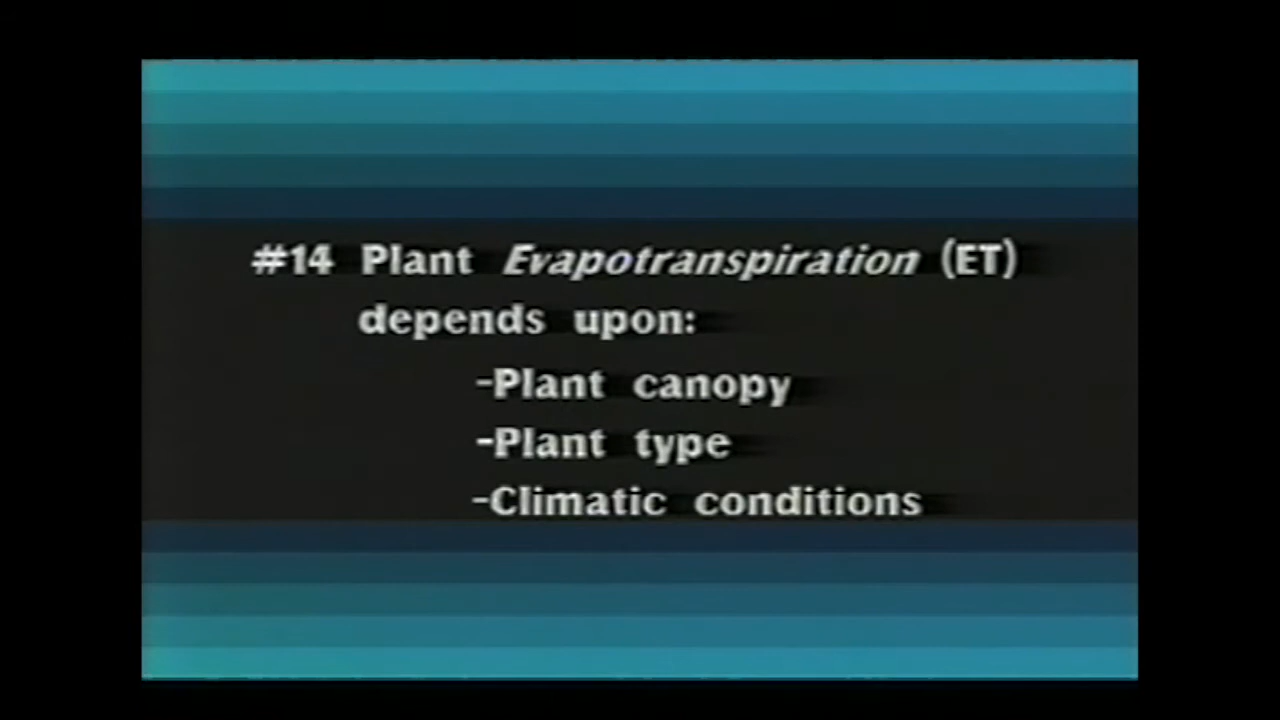 #14 Plant Evapotranspiration (ET)
depends upon:
-Plant canopy
-Plant type
-Climatic conditions